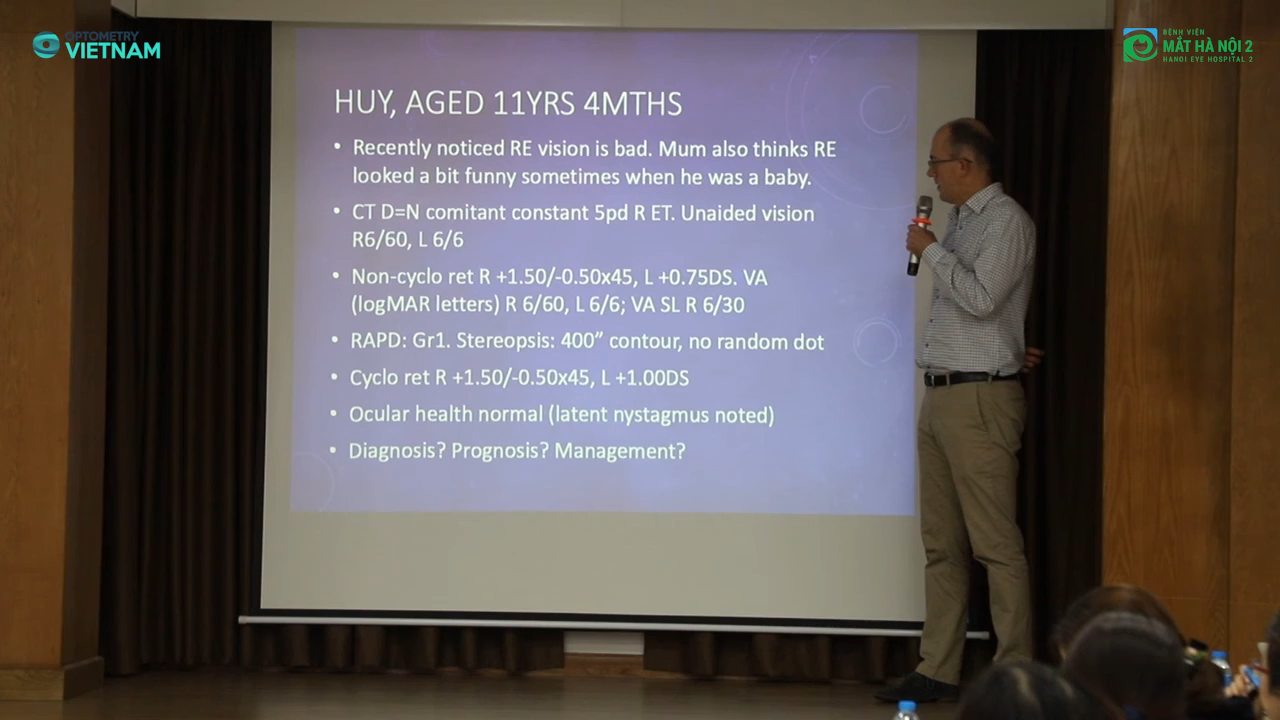 OPTOMETRY
VIETNAM
BỆNH VIỆN
MẮT HÀ NỘI 2
HANOI EYE HOSPITAL 2
HUY, AGED 11YRS 4MTHS
• Recently noticed RE vision is bad. Mum also thinks RE
looked a bit funny sometimes when he was a baby.
• CT D=N comitant constant 5pd R ET. Unaided vision
R6/60, L 6/6
• Non-cyclo ret R +1.50/-0.50x45, L +0.75DS. VA
(logMAR letters) R 6/60, L 6/6; VA SL R 6/30
• RAPD: Gr1. Stereopsis: 400” contour, no random dot
• Cyclo ret R +1.50/-0.50x45, L +1.00DS
• Ocular health normal (latent nystagmus noted)
• Diagnosis? Prognosis? Management?